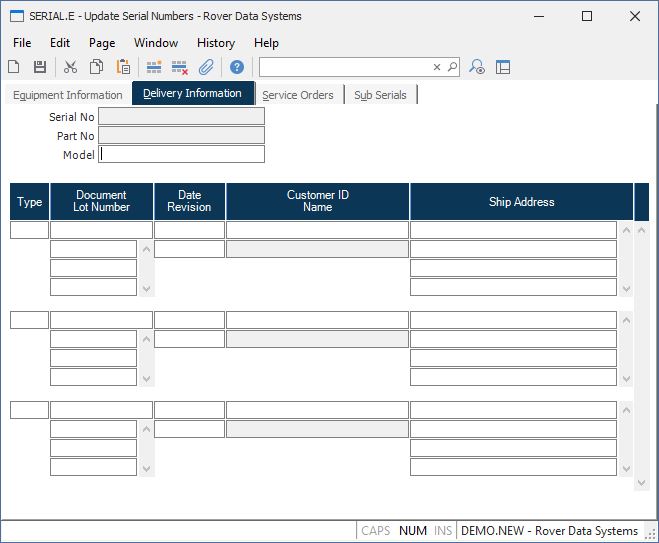 SERIAL.E - Update Serial Numbers - Rover Data Systems
File Edit Page Window History Help
Equipment Information Delivery Information Service Orders Sub Serials
Serial No
Part No
Model
Type Document Lot Number Date Revision Customer ID Name Ship Address
CAPS NUM INS DEMO.NEW - Rover Data Systems